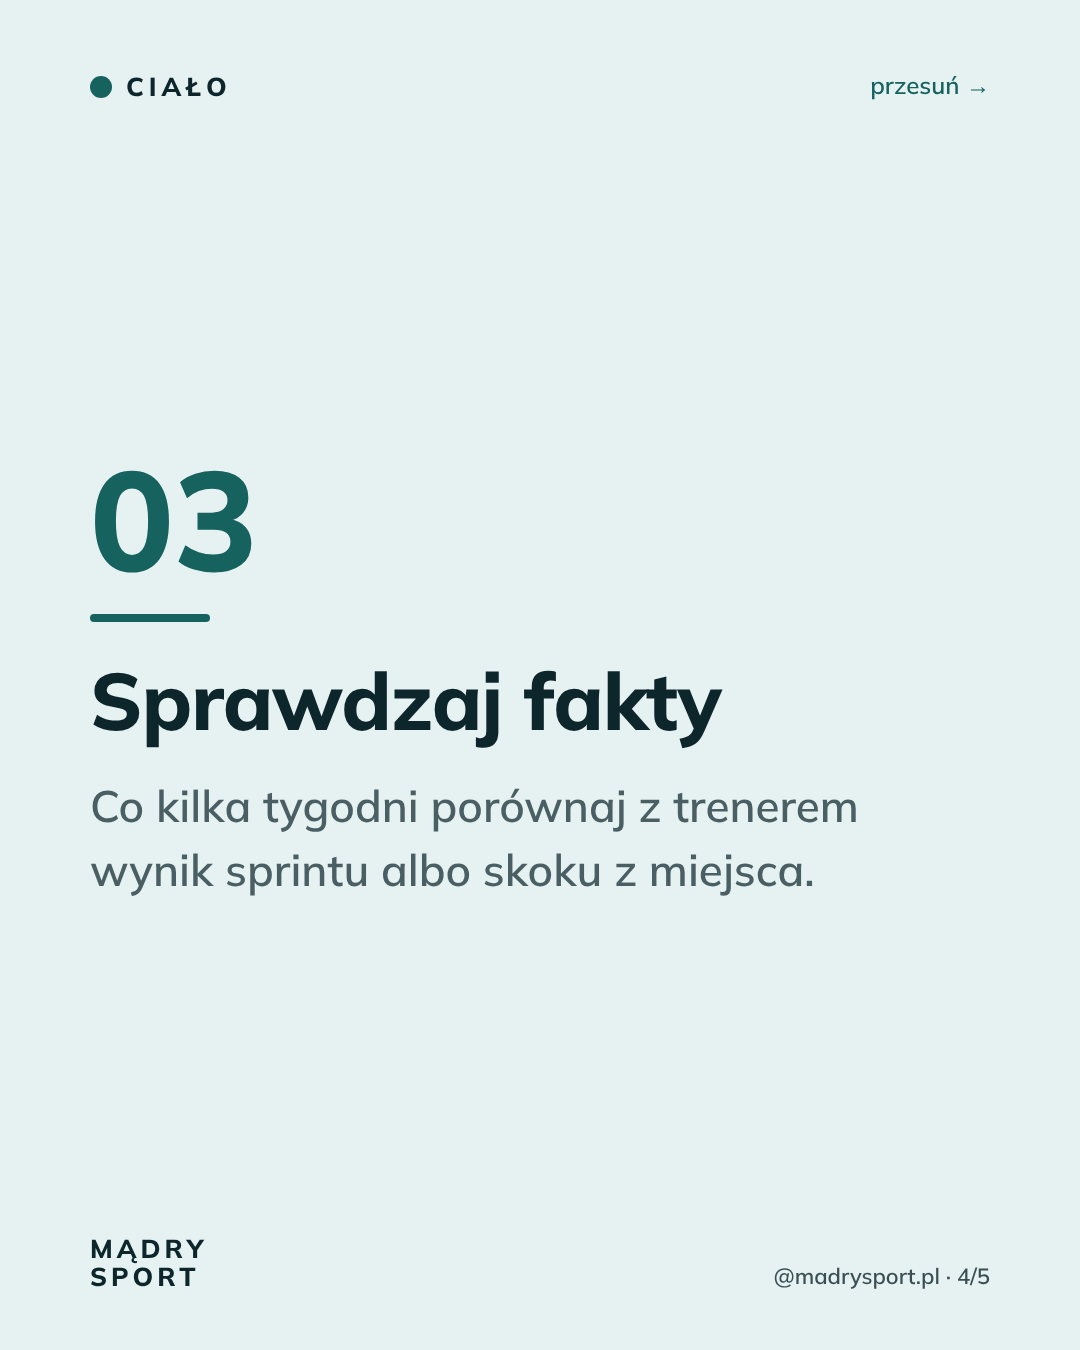 CIAŁO
przesuń →
03
Sprawdzaj fakty
Co kilka tygodni porównaj z trenerem
wynik sprintu albo skoku z miejsca.
MĄDRY
SPORT
@madrysport.pl · 4/5